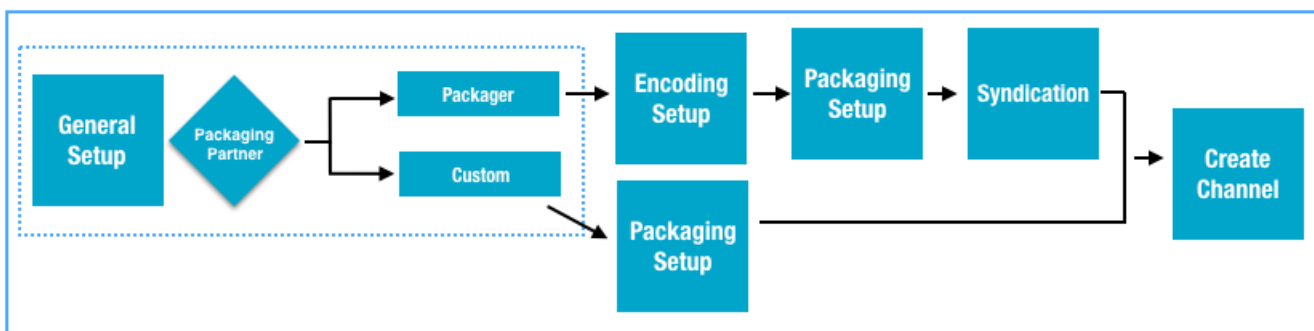 General
Setup
Packaging
Partner
Packager
Custom
Encoding
Setup
Packaging
Setup
Syndication
Packaging
Setup
Create
Channel